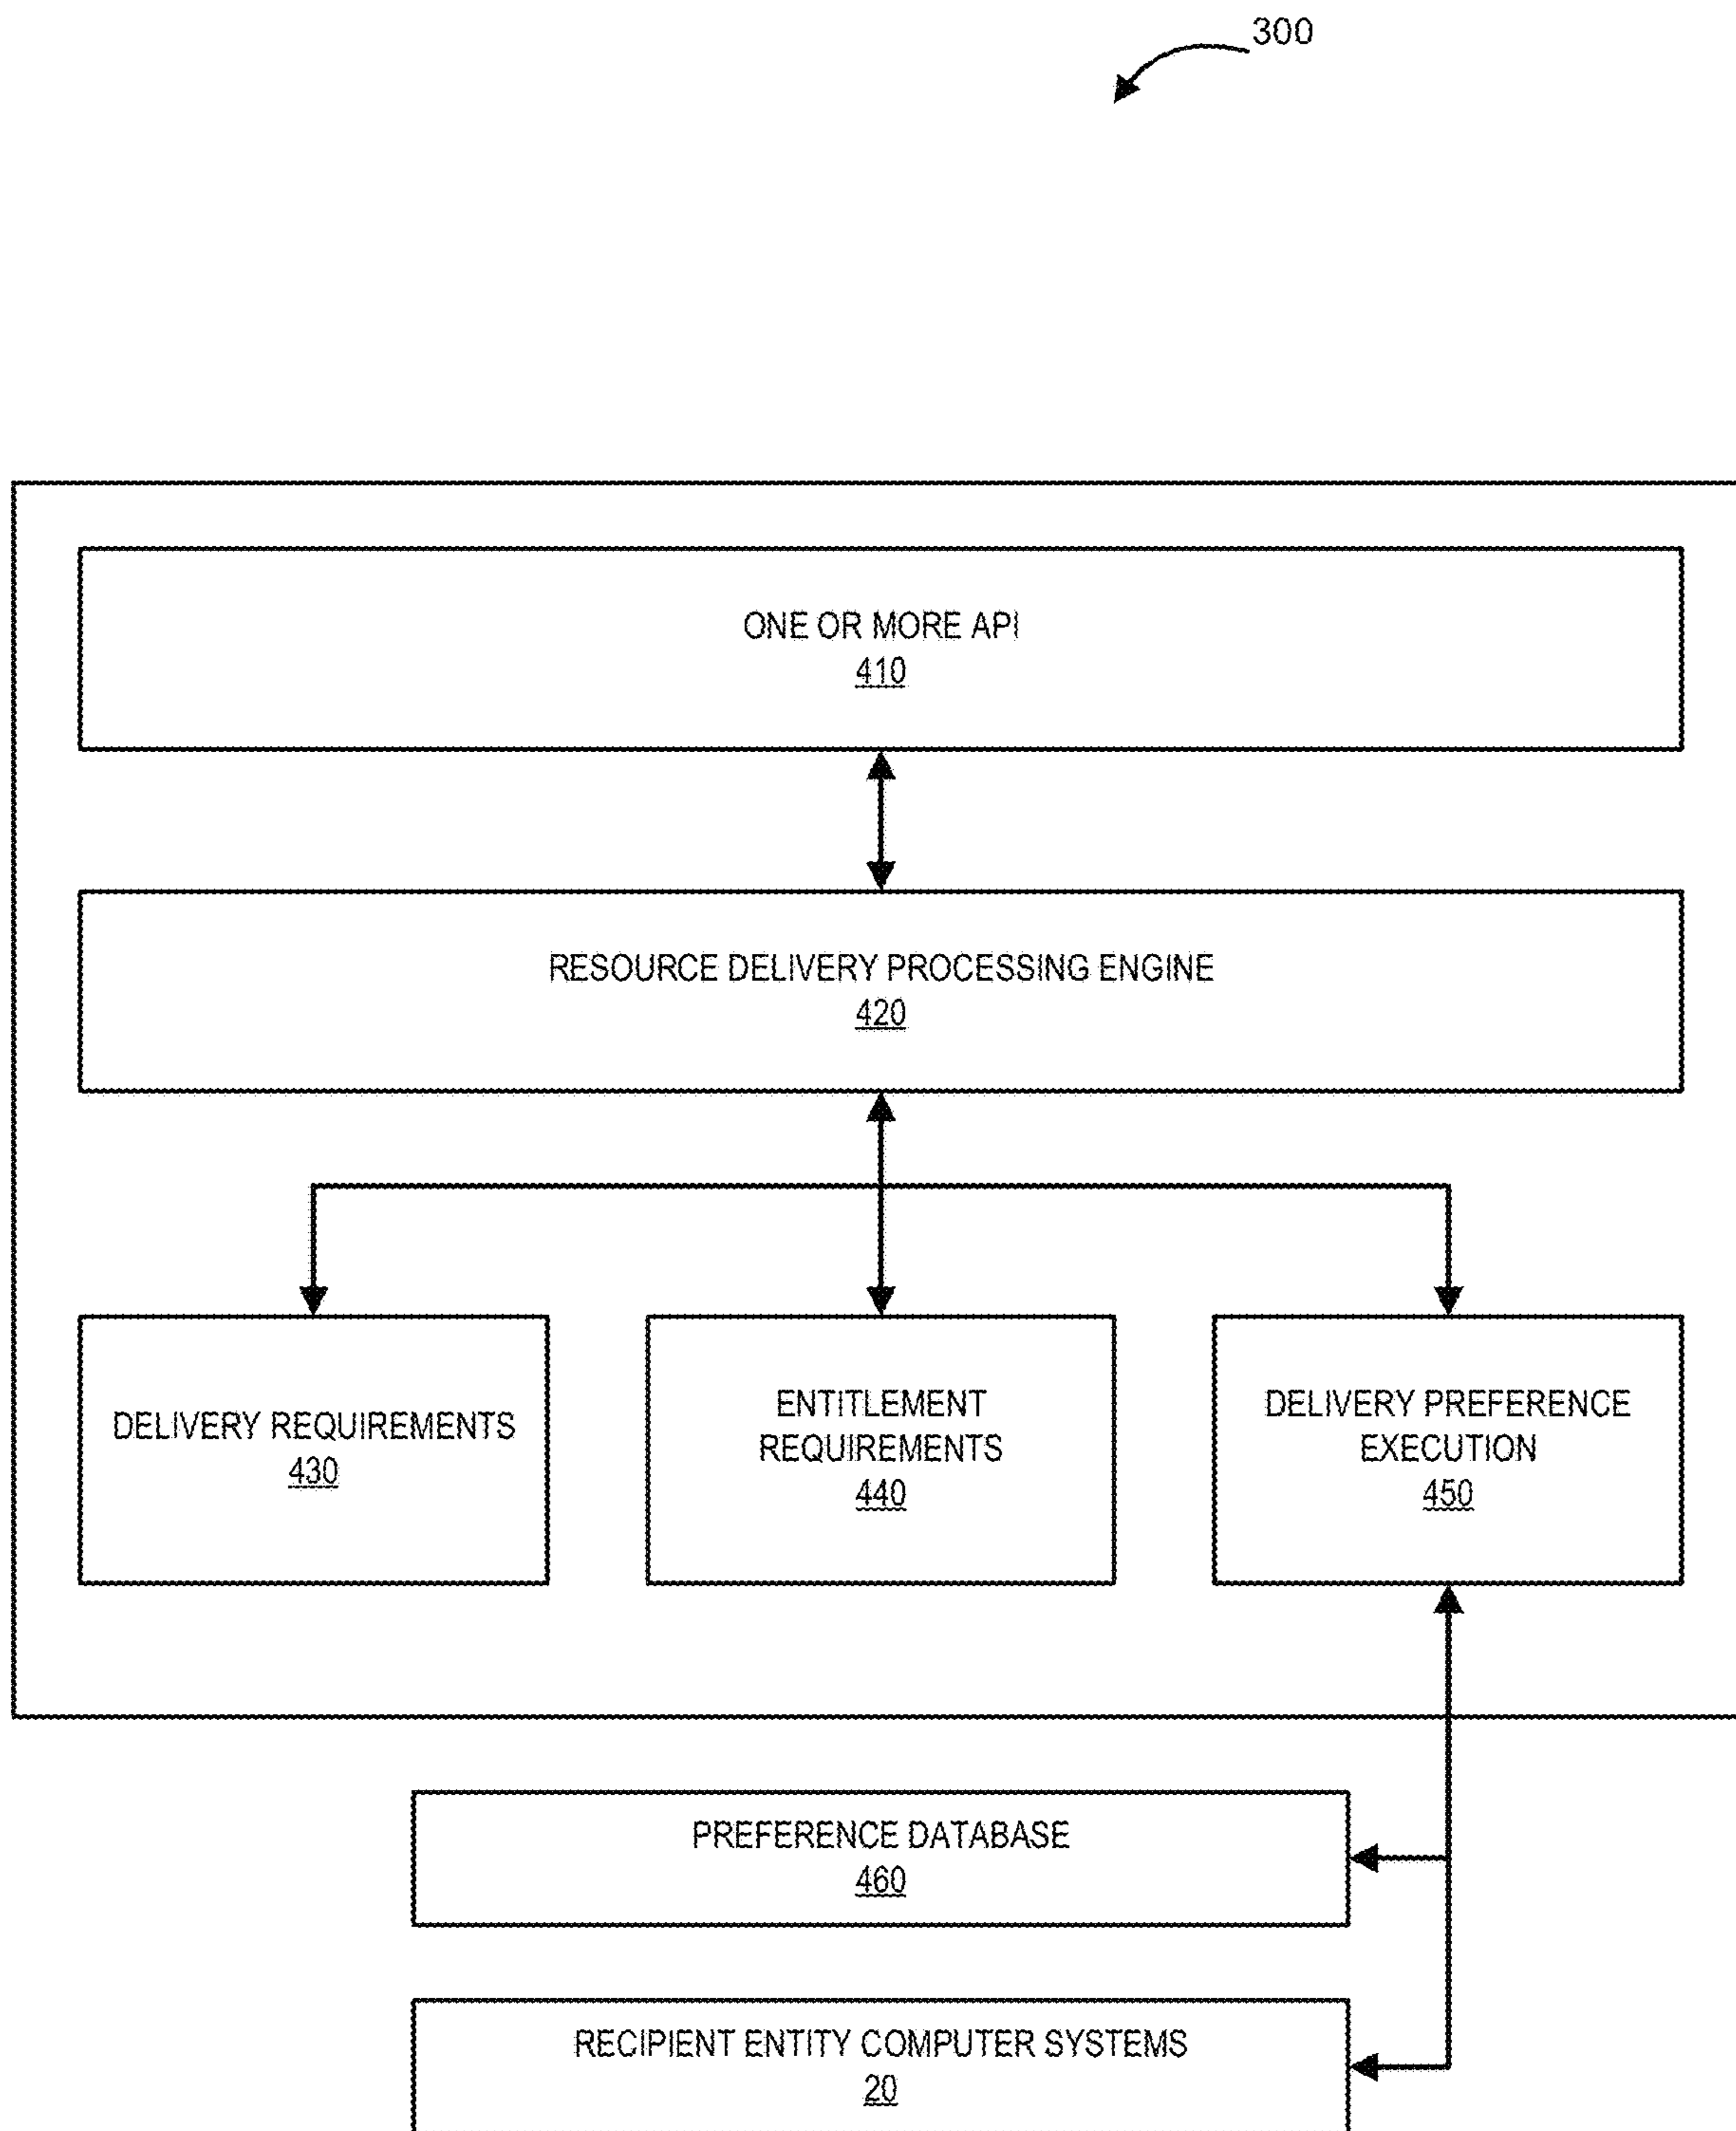 300
ONE OR MORE API
410
RESOURCE DELIVERY PROCESSING ENGINE
420
DELIVERY REQUIREMENTS
430
ENTITLEMENT
REQUIREMENTS
440
DELIVERY PREFERENCE
EXECUTION
450
PREFERENCE DATABASE
460
RECIPIENT ENTITY COMPUTER SYSTEMS
20